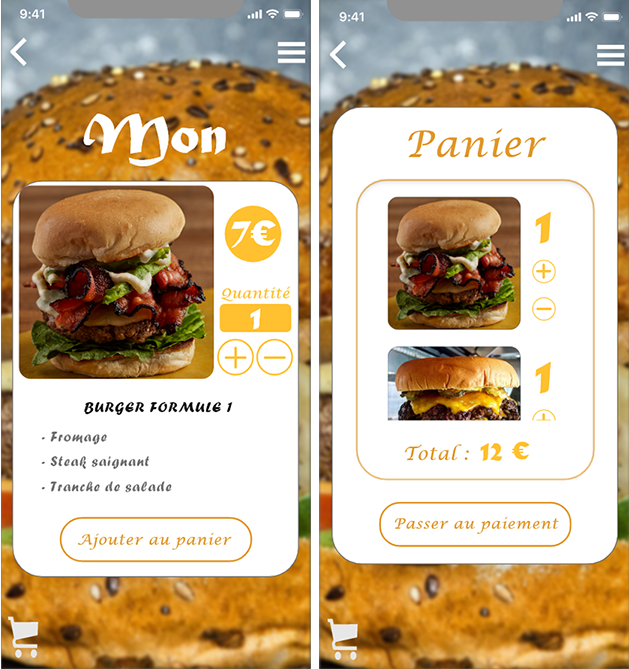 9:41
Mon
7€
Quantité
1
BURGER FORMULE 1
- Fromage
- Steak saignant
- Tranche de salade
Ajouter au panier
9:41
Panier
1
1
Total : 12 €
Passer au paiement